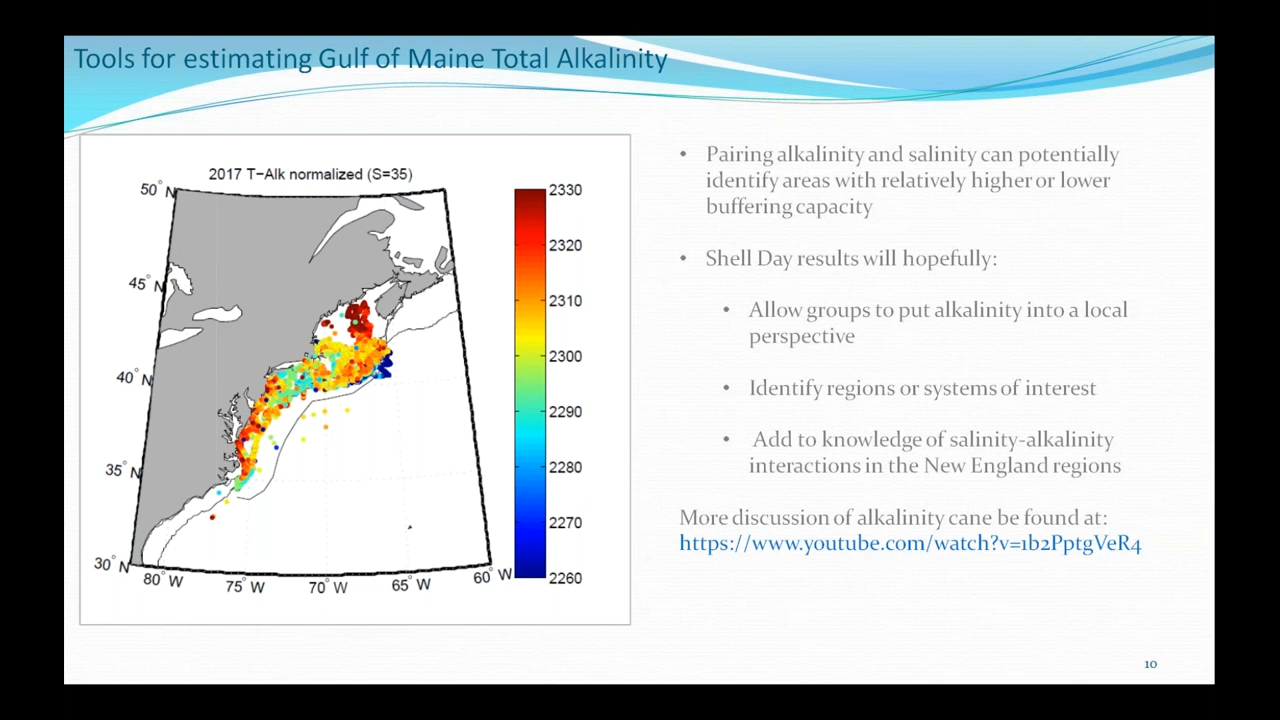 Tools for estimating Gulf of Maine Total Alkalinity
2017 T-Alk normalized (S=35)
50°N
45°N
40°N
35°N
30°N
80°W
75°W
70°W
65°W
60°W
2330
2320
2310
2300
2290
2280
2270
2260
• Pairing alkalinity and salinity can potentially
identify areas with relatively higher or lower
buffering capacity
• Shell Day results will hopefully:
• Allow groups to put alkalinity into a local
perspective
• Identify regions or systems of interest
• Add to knowledge of salinity-alkalinity
interactions in the New England regions
More discussion of alkalinity cane be found at:
https://www.youtube.com/watch?v=1b2PptgVeR4
10